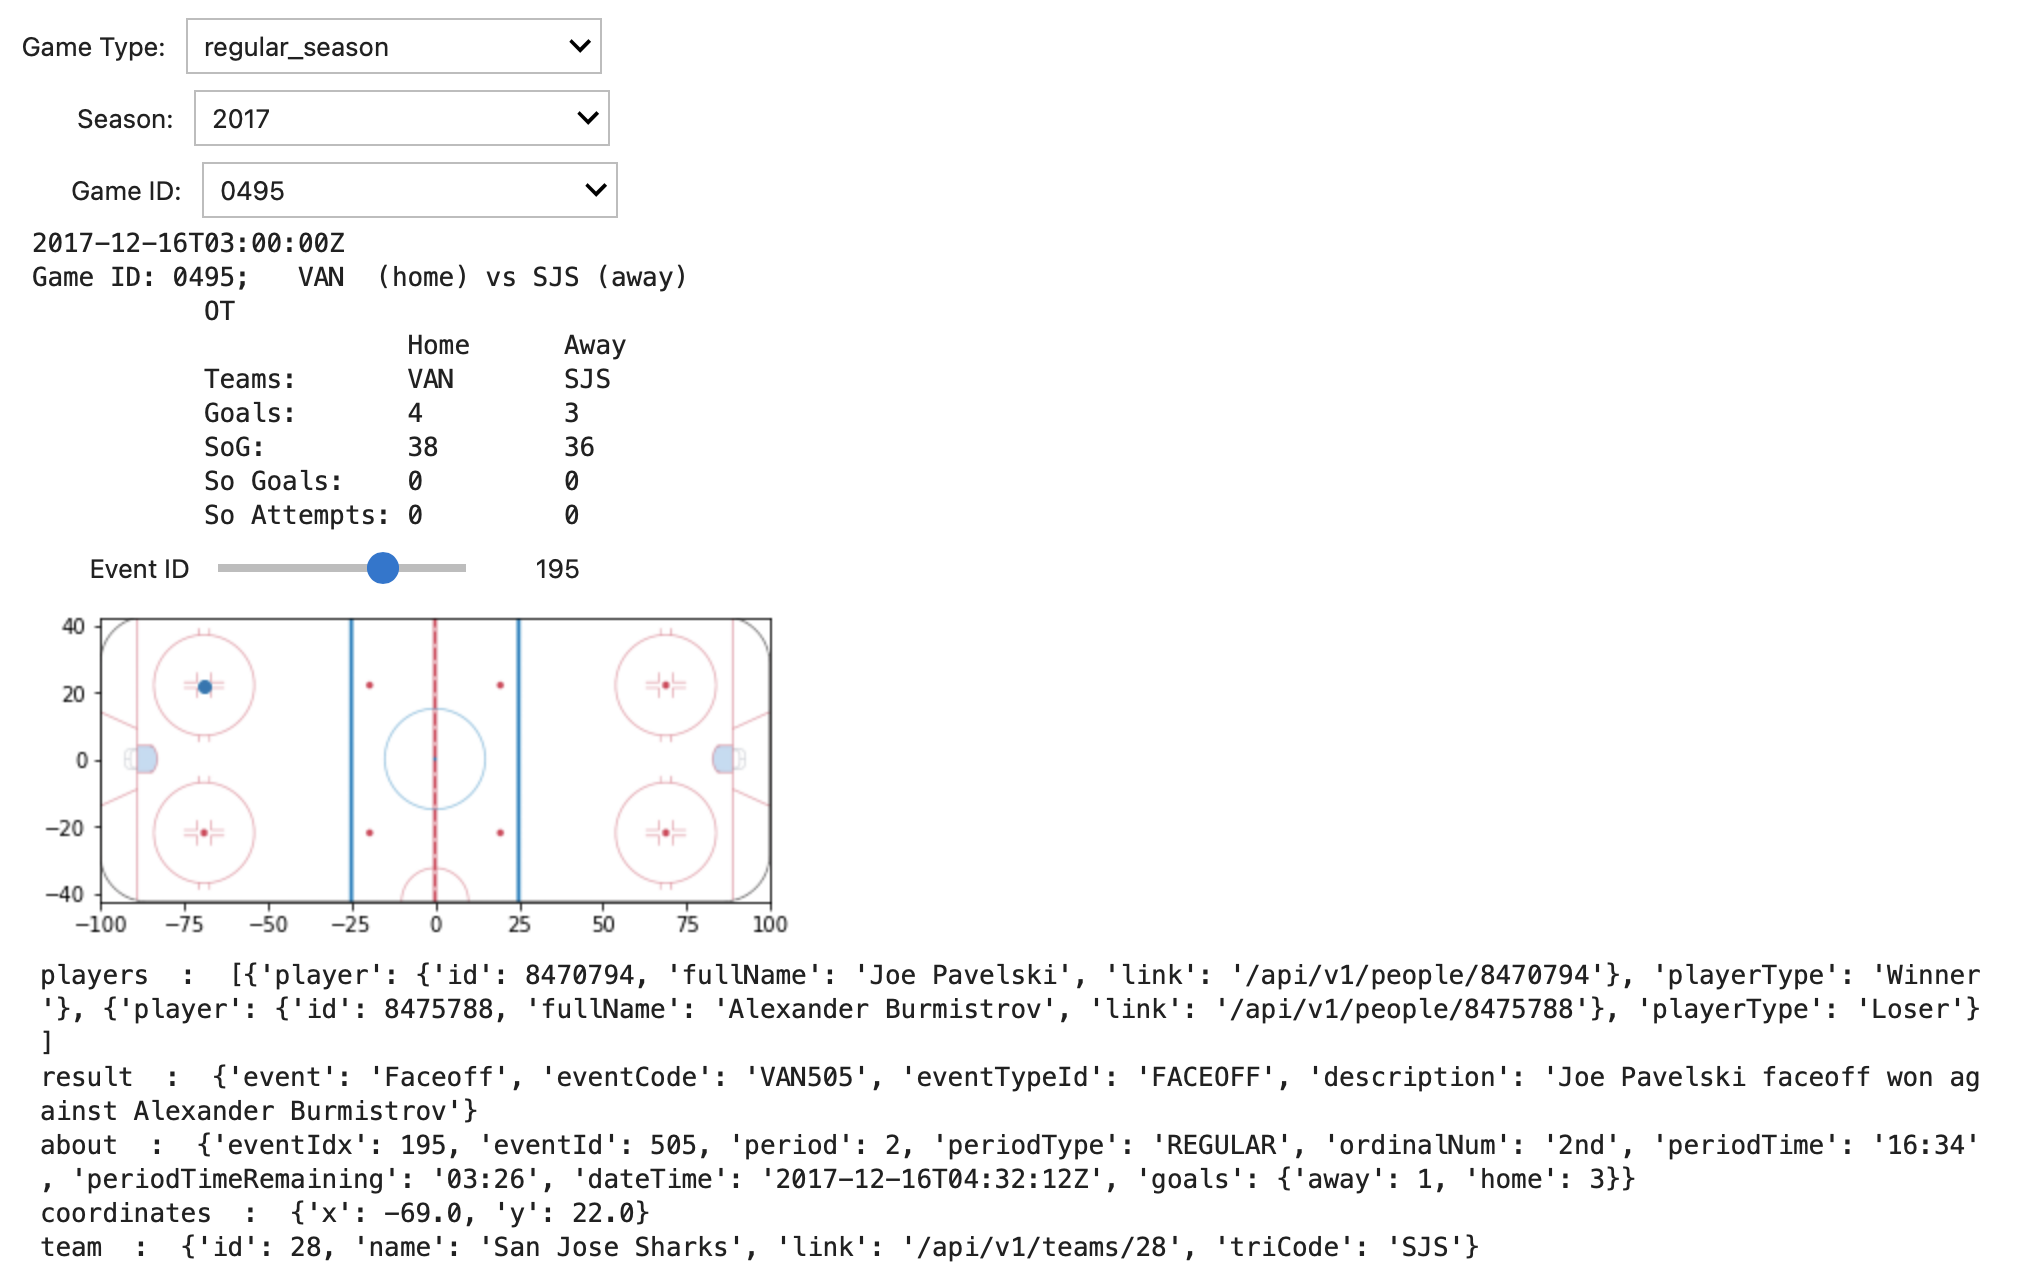 Game Type: regular_season
Season: 2017
Game ID: 0495
2017-12-16T03:00:00Z
Game ID: 0495;   VAN  (home) vs SJS (away)
OT
Home Away
Teams: VAN SJS
Goals: 4 3
SoG: 38 36
So Goals: 0 0
So Attempts: 0 0
Event ID 195
40
20
0
−20
−40
−100 −75 −50 −25 0 25 50 75 100
players  :  [{'player': {'id': 8470794, 'fullName': 'Joe Pavelski', 'link': '/api/v1/people/8470794'}, 'playerType': 'Winner
'}, {'player': {'id': 8475788, 'fullName': 'Alexander Burmistrov', 'link': '/api/v1/people/8475788'}, 'playerType': 'Loser'}
]
result  :  {'event': 'Faceoff', 'eventCode': 'VAN505', 'eventTypeId': 'FACEOFF', 'description': 'Joe Pavelski faceoff won ag
ainst Alexander Burmistrov'}
about  :  {'eventIdx': 195, 'eventId': 505, 'period': 2, 'periodType': 'REGULAR', 'ordinalNum': '2nd', 'periodTime': '16:34'
, 'periodTimeRemaining': '03:26', 'dateTime': '2017-12-16T04:32:12Z', 'goals': {'away': 1, 'home': 3}}
coordinates  :  {'x': -69.0, 'y': 22.0}
team  :  {'id': 28, 'name': 'San Jose Sharks', 'link': '/api/v1/teams/28', 'triCode': 'SJS'}